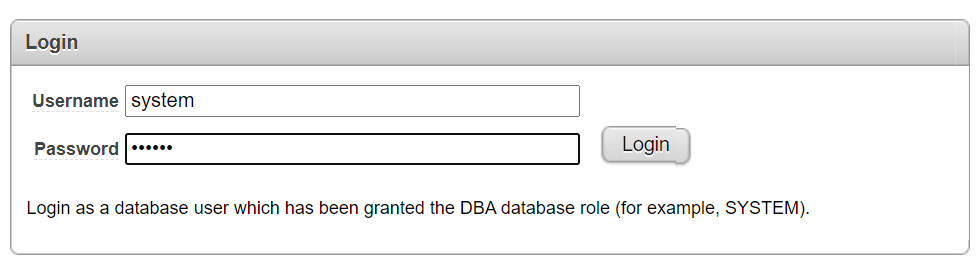 Login
Username system
Password ••••••
Login
Login as a database user which has been granted the DBA database role (for example, SYSTEM).